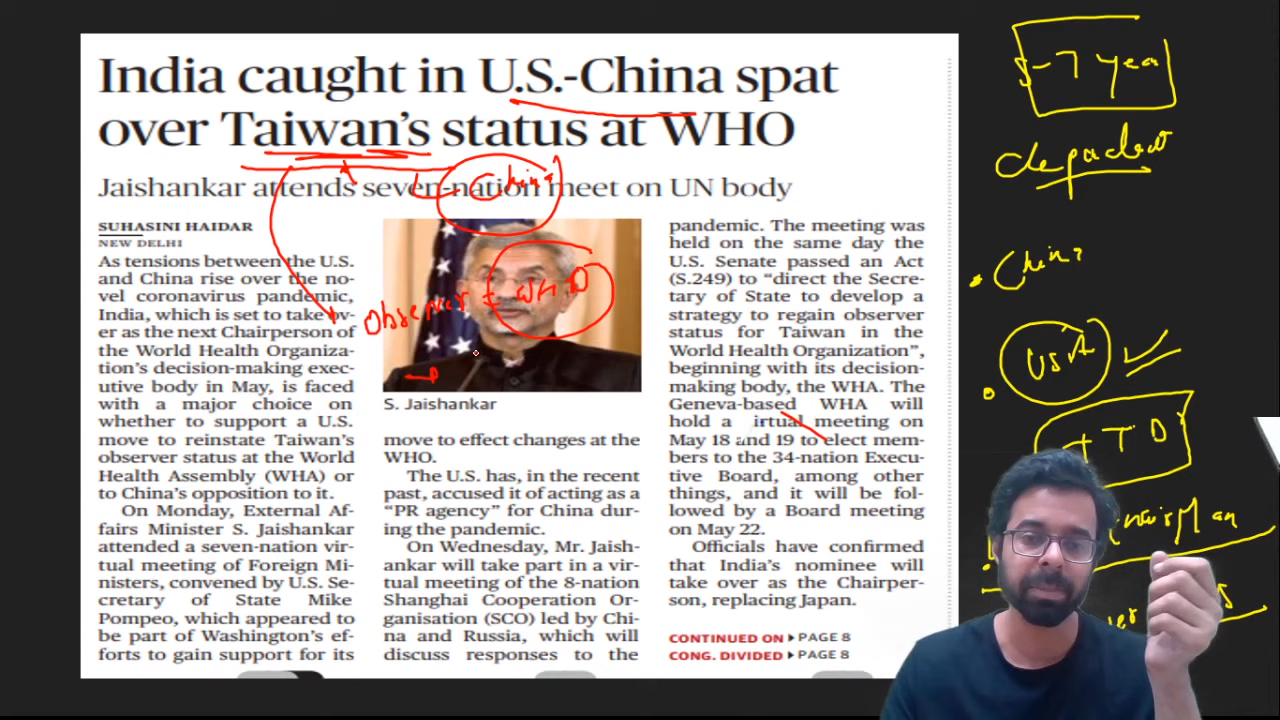 India caught in U.S.-China spat
over Taiwan's status at WHO
Jaishankar attends seven-nation meet on UN body
SUHASINI HAIDAR
NEW DELHI
As tensions between the U.S.
and China rise over the no-
vel coronavirus pandemic,
India, which is set to take ov-
er as the next Chairperson of
the World Health Organiza-
tion's decision-making exec-
utive body in May, is faced
with a major choice on
whether to support a U.S.
move to reinstate Taiwan's
observer status at the World
Health Assembly (WHA) or
to China's opposition to it.
On Monday, External Af-
fairs Minister S. Jaishankar
attended a seven-nation vir-
tual meeting of Foreign Mi-
nisters, convened by U.S. Se-
cretary of State Mike
Pompeo, which appeared to
be part of Washington's ef-
forts to gain support for its
China
Observer - WHO
S. Jaishankar
move to effect changes at the
WHO.
The U.S. has, in the recent
past, accused it of acting as a
"PR agency" for China dur-
ing the pandemic.
On Wednesday, Mr. Jaish-
ankar will take part in a vir-
tual meeting of the 8-nation
Shanghai Cooperation Or-
ganisation (SCO) led by Chi-
na and Russia, which will
discuss responses to the
pandemic. The meeting was
held on the same day the
U.S. Senate passed an Act
(S.249) to "direct the Secre-
tary of State to develop a
strategy to regain observer
status for Taiwan in the
World Health Organization",
beginning with its decision-
making body, the WHA. The
Geneva-based WHA will
hold a irtual meeting on
May 18 and 19 to elect mem-
bers to the 34-nation Execu-
tive Board, among other
things, and it will be fol-
lowed by a Board meeting
on May 22.
Officials have confirmed
that India's nominee will
take over as the Chairper-
son, replacing Japan.
CONTINUED ON PAGE 8
CONG. DIVIDED PAGE 8
7 year
China
USA
T D